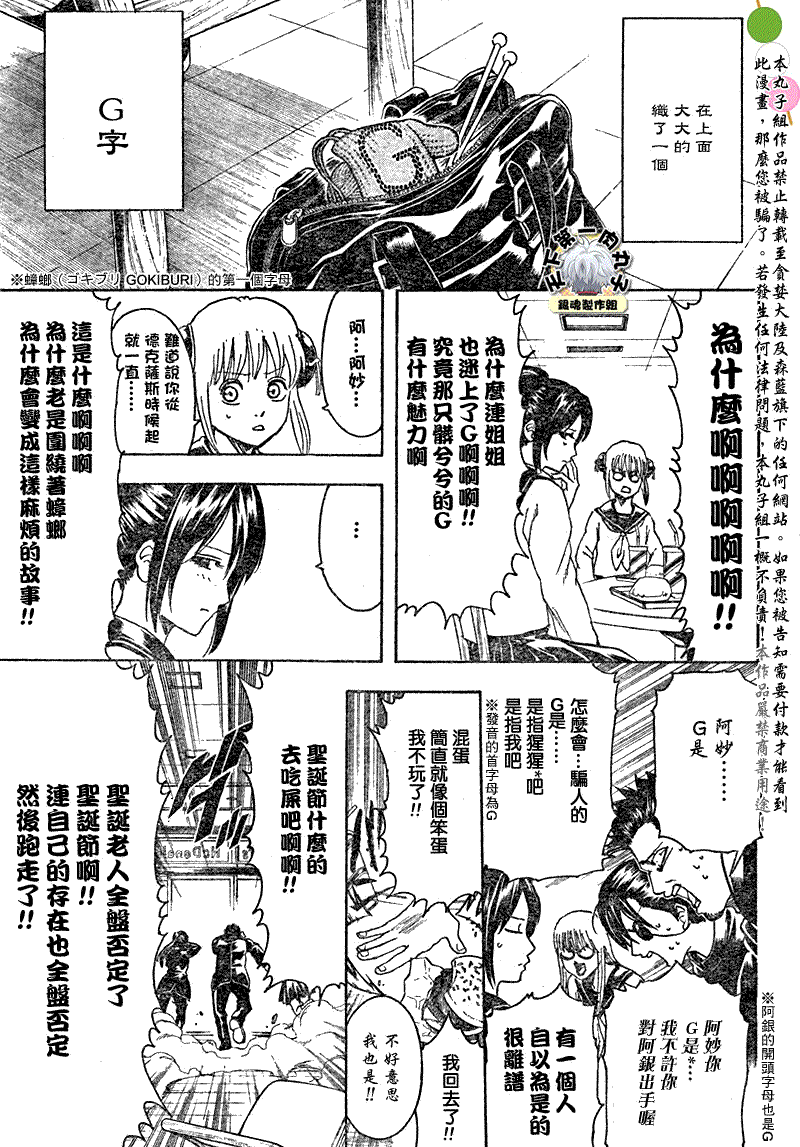 在上面
大大的
織了一個
G字
※蟑螂（ゴキブリ GOKIBURI）的第一個字母
天下第一肉丸子
銀魂製作組
為什麼啊啊啊啊啊!!
為什麼連姐姐
也迷上了G啊啊啊!!
究竟那只髒兮兮的G
有什麼魅力啊
阿…阿妙…
難道說你從
德克薩斯時候起
就一直……
這是什麼啊啊啊
為什麼老是圍繞著蟑螂
為什麼會變成這樣麻煩的故事!!
…
阿妙……
G是
怎麼會…騙人的
G是……
是指猩猩*吧
是指我吧
※發音的首字母為G
阿妙你
G是*…
我不許你
對阿銀出手喔
※阿銀的開頭字母也是G
有一個人
自以為是的
很離譜
混蛋
簡直就像個笨蛋
我不玩了!!
我回去了!!
不好意思
我也是!!
聖誕節什麼的
去吃屎吧啊啊!!
聖誕老人全盤否定了
聖誕節啊!!
連自己的存在也全盤否定
然後跑走了!!
本丸子組作品禁止轉載至貪婪大陸及森藍旗下的任何網站。如果您被告知需要付款才能看到
此漫畫，那麼您被騙了。若發生任何法律問題，本丸子組一概不負責！本作品嚴禁商業用途！